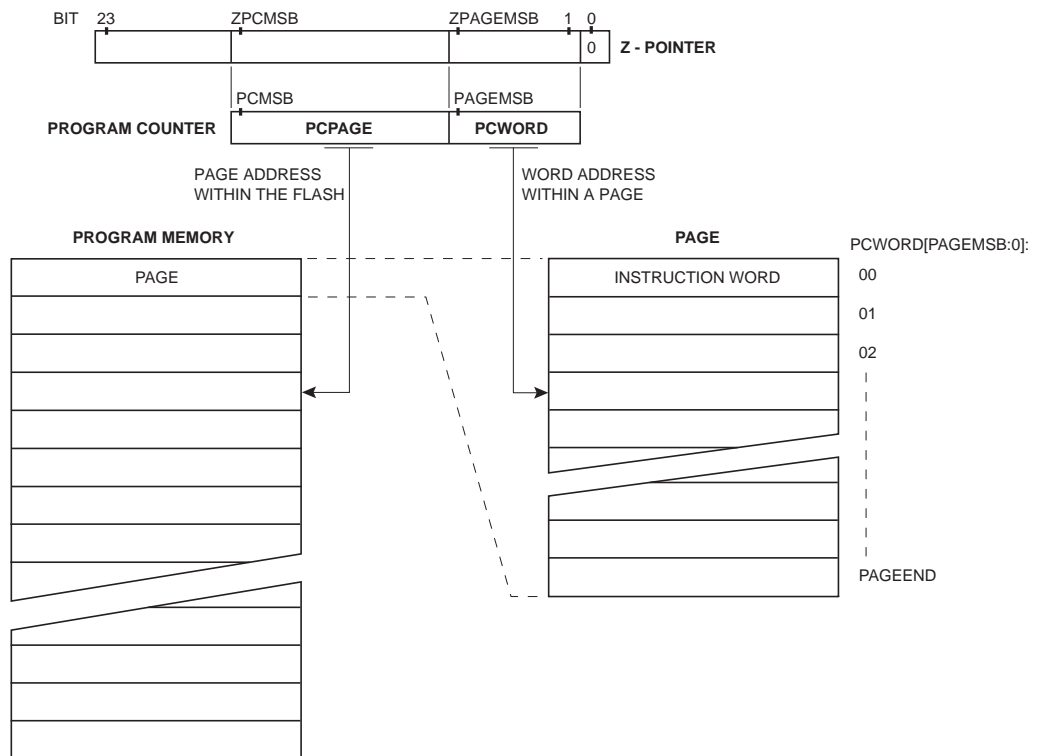 BIT 23 ZPCMSB ZPAGEMSB 1 0
0 Z - POINTER
PCMSB PAGEMSB
PROGRAM COUNTER PCPAGE PCWORD
PAGE ADDRESS
WITHIN THE FLASH
WORD ADDRESS
WITHIN A PAGE
PROGRAM MEMORY
PAGE
PAGE
INSTRUCTION WORD
PCWORD[PAGEMSB:0]:
00
01
02
PAGEEND